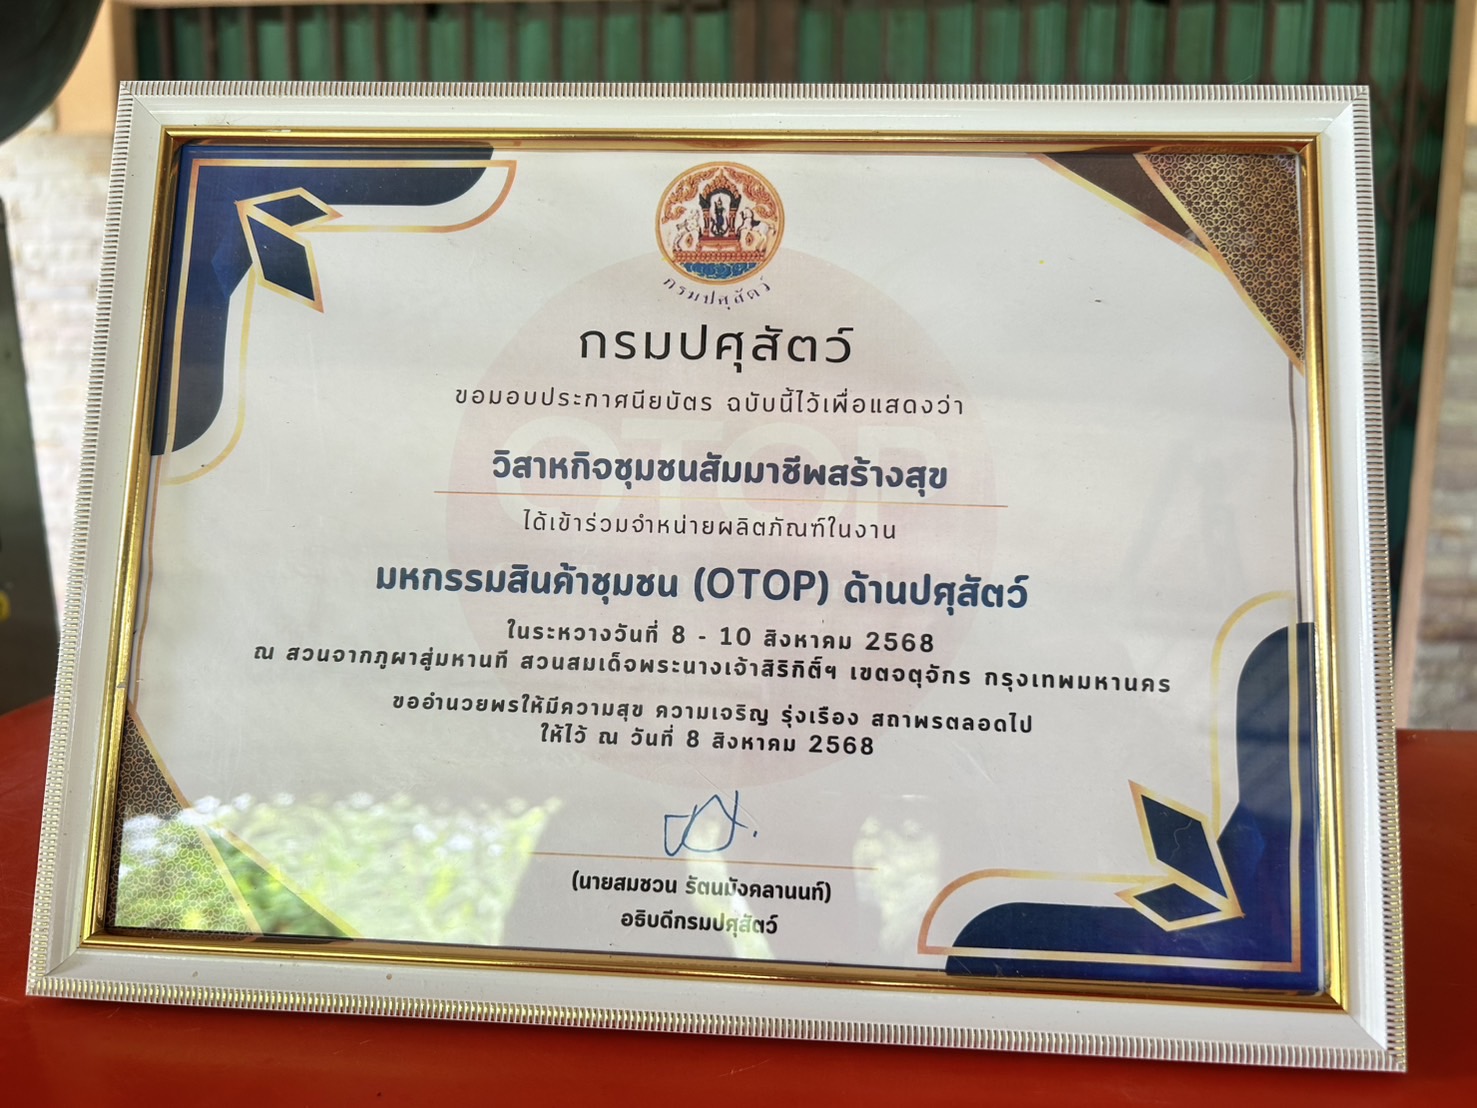 กรมปศุสัตว์
กรมปศุสัตว์
ขอมอบประกาศนียบัตร ฉบับนี้ไว้เพื่อแสดงว่า
OTOP
วิสาหกิจชุมชนสัมมาชีพสร้างสุข
ได้เข้าร่วมจำหน่ายผลิตภัณฑ์ในงาน
มหกรรมสินค้าชุมชน (OTOP) ด้านปศุสัตว์
ในระหวางวันที่ 8 - 10 สิงหาคม 2568
ณ สวนจากภูผาสู่มหานที สวนสมเด็จพระนางเจ้าสิริกิติ์ฯ เขตจตุจักร กรุงเทพมหานคร
ขออำนวยพรให้มีความสุข ความเจริญ รุ่งเรือง สถาพรตลอดไป
ให้ไว้ ณ วันที่ 8 สิงหาคม 2568
(นายสมชวน รัตนมังคลานนท์)
อธิบดีกรมปศุสัตว์